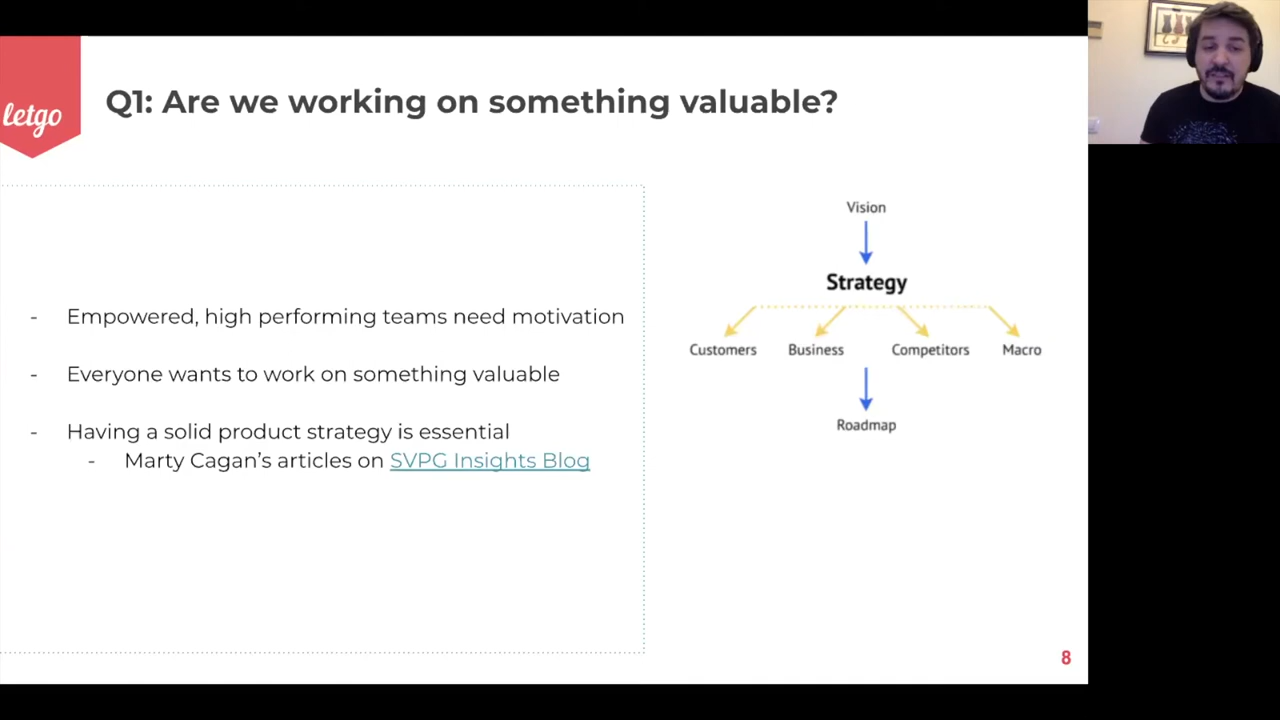 letgo
Q1: Are we working on something valuable?
- Empowered, high performing teams need motivation
- Everyone wants to work on something valuable
- Having a solid product strategy is essential
- Marty Cagan's articles on SVPG Insights Blog
Vision
Strategy
Customers Business Competitors Macro
Roadmap
8